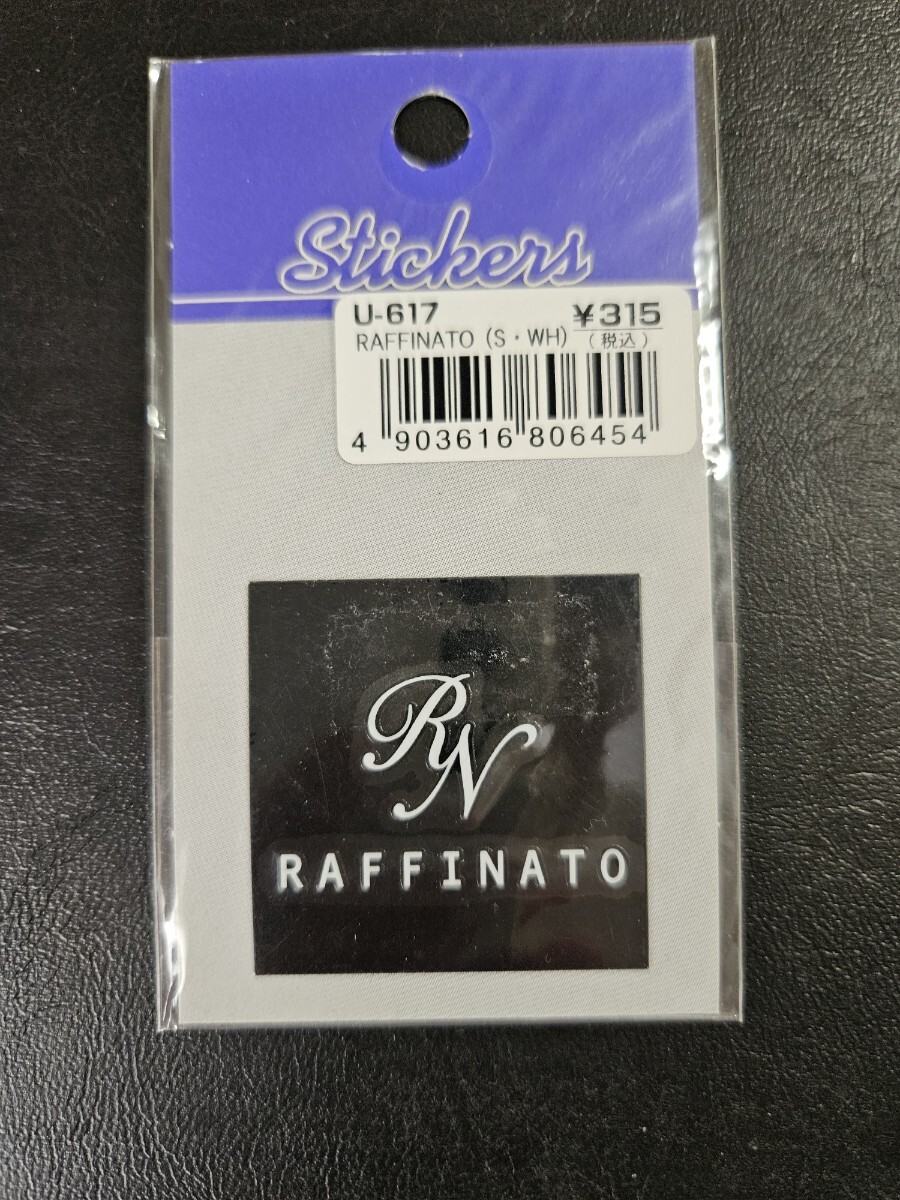 Stickers
U-617 ¥315
RAFFINATO (S・WH) (税込)
4 903616 806454
RN
RAFFINATO